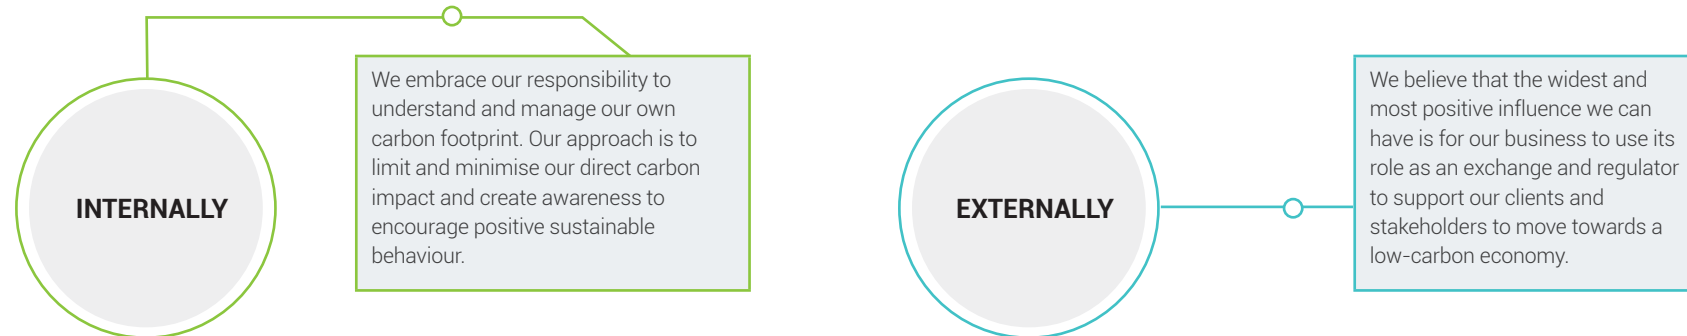 INTERNALLY
We embrace our responsibility to
understand and manage our own
carbon footprint. Our approach is to
limit and minimise our direct carbon
impact and create awareness to
encourage positive sustainable
behaviour.
EXTERNALLY
We believe that the widest and
most positive influence we can
have is for our business to use its
role as an exchange and regulator
to support our clients and
stakeholders to move towards a
low-carbon economy.